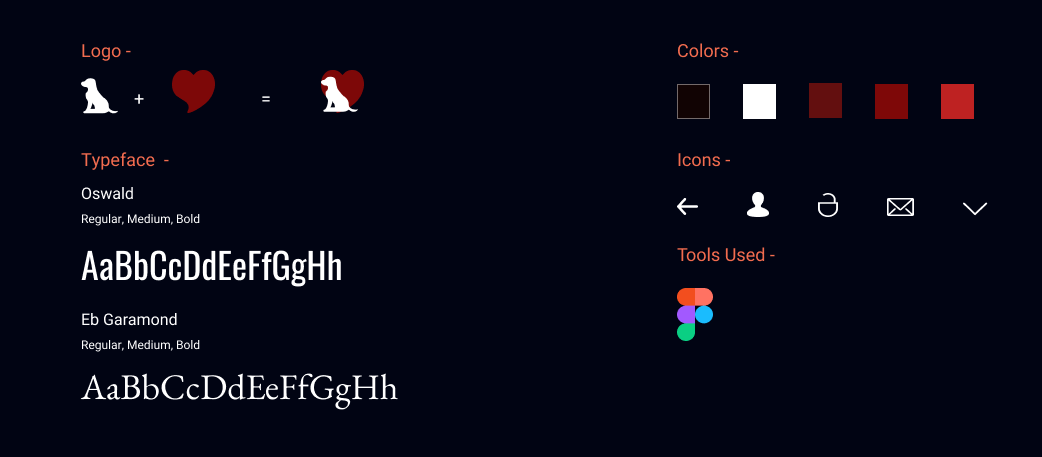 Logo -
+
=
Typeface -
Oswald
Regular, Medium, Bold
AaBbCcDdEeFfGgHh
Eb Garamond
Regular, Medium, Bold
AaBbCcDdEeFfGgHh
Colors -
Icons -
Tools Used -